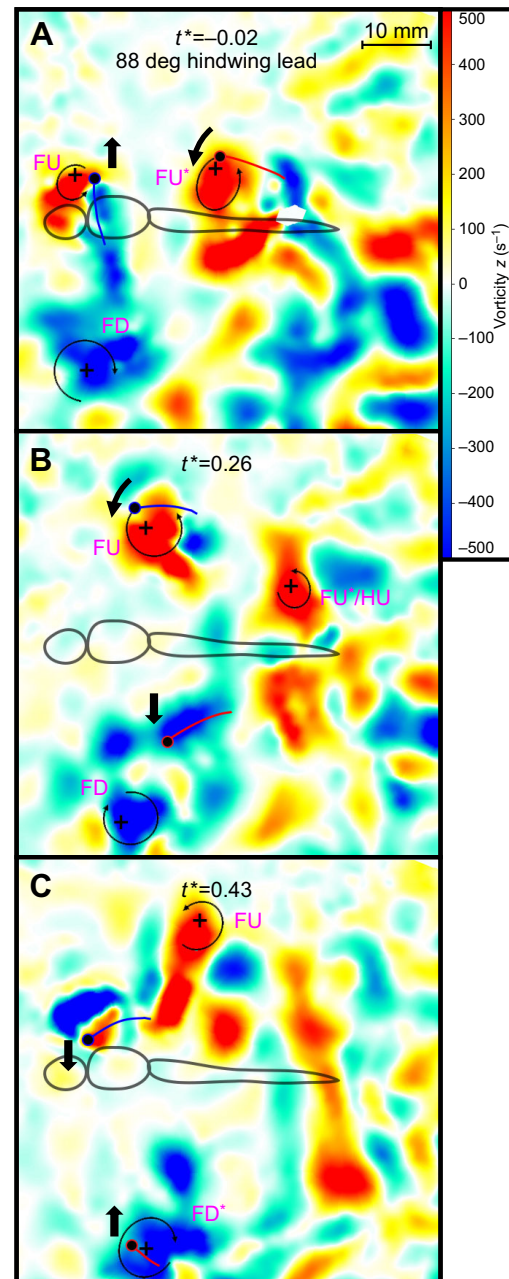 A
t*=–0.02
88 deg hindwing lead
10 mm
FU
FU*
FD
500
400
300
200
100
0
–100
–200
–300
–400
–500
Vorticity z (s–1)
B
t*=0.26
FU
FU*/HU
FD
C
t*=0.43
FU
FD*